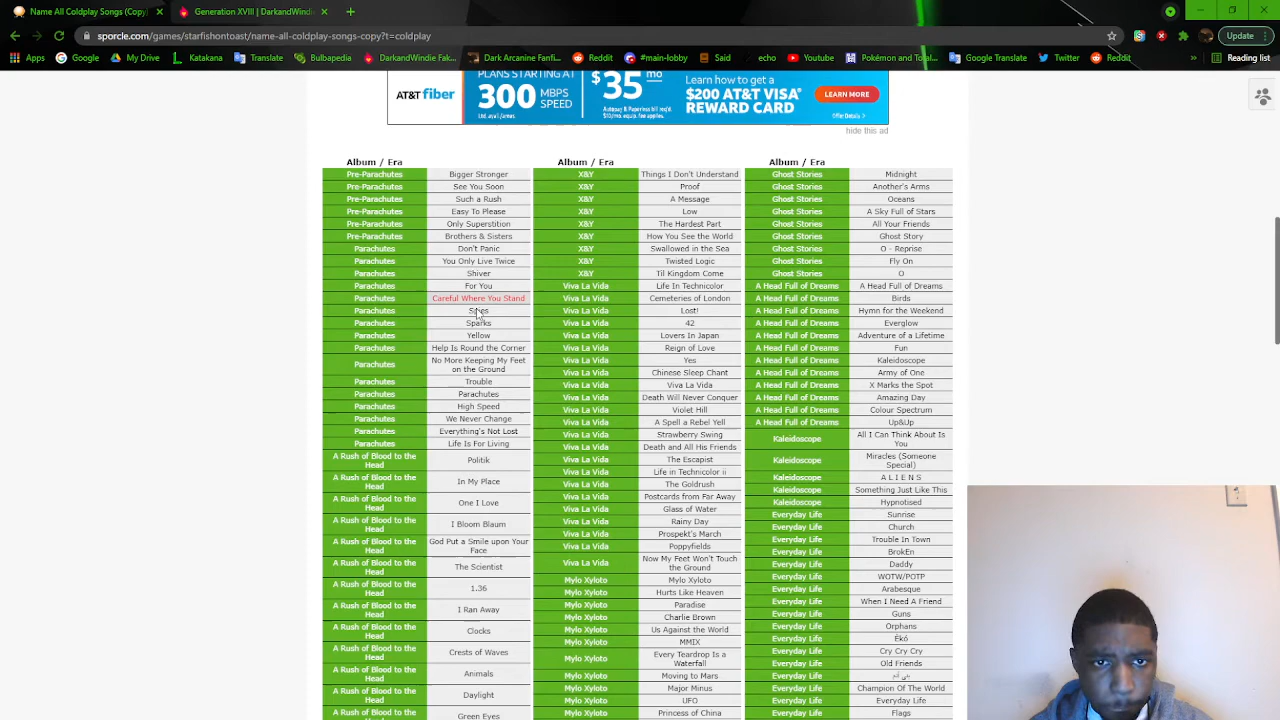 Name All Coldplay Songs (Copy)
Generation XVIII | DarkandWindie
sporcle.com/games/starfishontoast/name-all-coldplay-songs-copy?t=coldplay
Update
Apps Google Katakana Translate Bulbapedia DarkandWindie Fak... My Drive Dark Arcanine Fanfi... Reddit #main-lobby Said echo Youtube Pokémon and Total... Reddit Google Translate Twitter » Reading list
AT&T fiber
PLANS STARTING AT
300 MBPS SPEED
$35 mo
Learn how to get a
$200 AT&T VISA®
REWARD CARD
LEARN MORE
hide this ad
Album / Era
Pre-Parachutes Bigger Stronger
Pre-Parachutes See You Soon
Pre-Parachutes Such a Rush
Pre-Parachutes Easy To Please
Pre-Parachutes Only Superstition
Pre-Parachutes Brothers & Sisters
Parachutes Don't Panic
Parachutes You Only Live Twice
Parachutes Shiver
Parachutes For You
Parachutes Careful Where You Stand
Parachutes Spies
Parachutes Sparks
Parachutes Yellow
Parachutes Help Is Round the Corner
Parachutes No More Keeping My Feet
on the Ground
Parachutes Trouble
Parachutes Parachutes
Parachutes High Speed
Parachutes We Never Change
Parachutes Everything's Not Lost
Parachutes Life Is For Living
A Rush of Blood to the
Head Politik
A Rush of Blood to the
Head In My Place
A Rush of Blood to the
Head One I Love
A Rush of Blood to the
Head I Bloom Blaum
A Rush of Blood to the
Head God Put a Smile upon Your
Face
A Rush of Blood to the
Head The Scientist
A Rush of Blood to the
Head 1.36
A Rush of Blood to the
Head I Ran Away
A Rush of Blood to the
Head Clocks
A Rush of Blood to the
Head Crests of Waves
A Rush of Blood to the
Head Animals
A Rush of Blood to the
Head Daylight
A Rush of Blood to the Green Eyes
Album / Era
X&Y Things I Don't Understand
X&Y Proof
X&Y A Message
X&Y Low
X&Y The Hardest Part
X&Y How You See the World
X&Y Swallowed in the Sea
X&Y Twisted Logic
X&Y Til Kingdom Come
Viva La Vida Life In Technicolor
Viva La Vida Cemeteries of London
Viva La Vida Lost!
Viva La Vida 42
Viva La Vida Lovers In Japan
Viva La Vida Reign of Love
Viva La Vida Yes
Viva La Vida Chinese Sleep Chant
Viva La Vida Viva La Vida
Viva La Vida Death Will Never Conquer
Viva La Vida Violet Hill
Viva La Vida A Spell a Rebel Yell
Viva La Vida Strawberry Swing
Viva La Vida Death and All His Friends
Viva La Vida The Escapist
Viva La Vida Life in Technicolor ii
Viva La Vida The Goldrush
Viva La Vida Postcards from Far Away
Viva La Vida Glass of Water
Viva La Vida Rainy Day
Viva La Vida Prospekt's March
Viva La Vida Poppyfields
Viva La Vida Now My Feet Won't Touch
the Ground
Mylo Xyloto Mylo Xyloto
Mylo Xyloto Hurts Like Heaven
Mylo Xyloto Paradise
Mylo Xyloto Charlie Brown
Mylo Xyloto Us Against the World
Mylo Xyloto MMIX
Mylo Xyloto Every Teardrop Is a
Waterfall
Mylo Xyloto Moving to Mars
Mylo Xyloto Major Minus
Mylo Xyloto UFO
Mylo Xyloto Princess of China
Album / Era
Ghost Stories Midnight
Ghost Stories Another's Arms
Ghost Stories Oceans
Ghost Stories A Sky Full of Stars
Ghost Stories All Your Friends
Ghost Stories Ghost Story
Ghost Stories O - Reprise
Ghost Stories Fly On
Ghost Stories O
A Head Full of Dreams A Head Full of Dreams
A Head Full of Dreams Birds
A Head Full of Dreams Hymn for the Weekend
A Head Full of Dreams Everglow
A Head Full of Dreams Adventure of a Lifetime
A Head Full of Dreams Fun
A Head Full of Dreams Kaleidoscope
A Head Full of Dreams Army of One
A Head Full of Dreams X Marks the Spot
A Head Full of Dreams Amazing Day
A Head Full of Dreams Colour Spectrum
A Head Full of Dreams Up&Up
Kaleidoscope All I Can Think About Is
You
Kaleidoscope Miracles (Someone
Special)
Kaleidoscope A L I E N S
Kaleidoscope Something Just Like This
Kaleidoscope Hypnotised
Everyday Life Sunrise
Everyday Life Church
Everyday Life Trouble In Town
Everyday Life BrokEn
Everyday Life Daddy
Everyday Life WOTW/POTP
Everyday Life Arabesque
Everyday Life When I Need A Friend
Everyday Life Guns
Everyday Life Orphans
Everyday Life Èkó
Everyday Life Cry Cry Cry
Everyday Life Old Friends
Everyday Life بنی آدم
Everyday Life Champion Of The World
Everyday Life Everyday Life
Everyday Life Flags